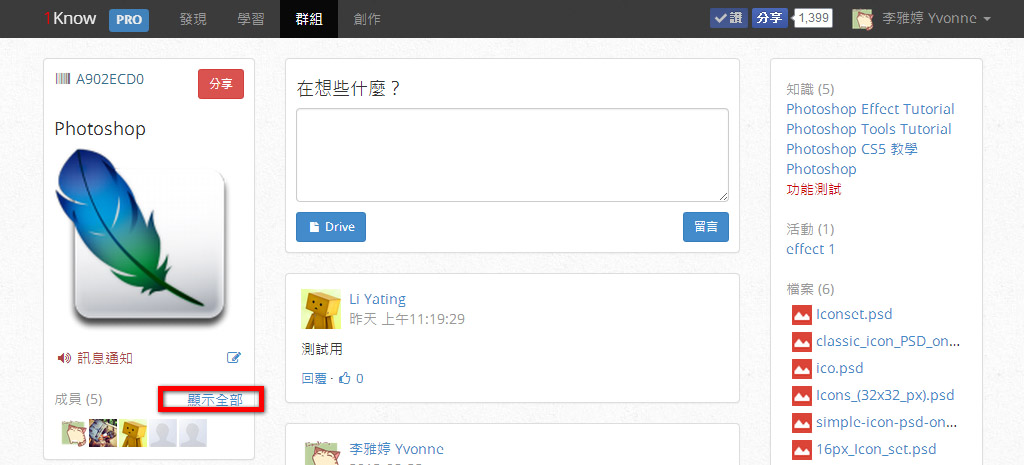 1Know PRO 發現 學習 群組 創作 讚 分享 1,399 李雅婷 Yvonne
A902ECD0 分享
Photoshop
訊息通知
成員 (5) 顯示全部
在想些什麼？
Drive 留言
Li Yating
昨天 上午11:19:29
測試用
回覆 · 0
李雅婷 Yvonne
知識 (5)
Photoshop Effect Tutorial
Photoshop Tools Tutorial
Photoshop CS5 教學
Photoshop
功能測試
活動 (1)
effect 1
檔案 (6)
Iconset.psd
classic_icon_PSD_on...
ico.psd
Icons_(32x32_px).psd
simple-icon-psd-on...
16px_Icon_set.psd